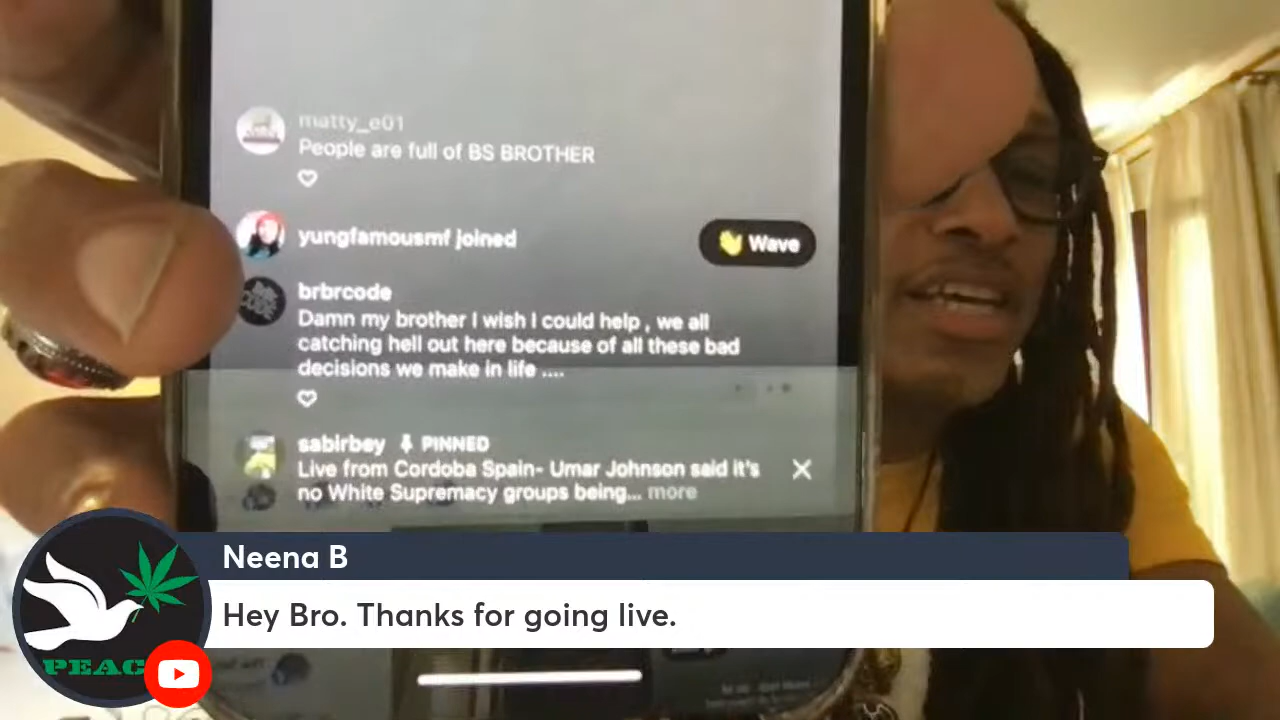 matty_e01
People are full of BS BROTHER
yungfamousmf joined
Wave
brbrcode
Damn my brother I wish I could help , we all
catching hell out here because of all these bad
decisions we make in life ....
sabirbey PINNED
Live from Cordoba Spain- Umar Johnson said it's
no White Supremacy groups being... more
Neena B
Hey Bro. Thanks for going live.